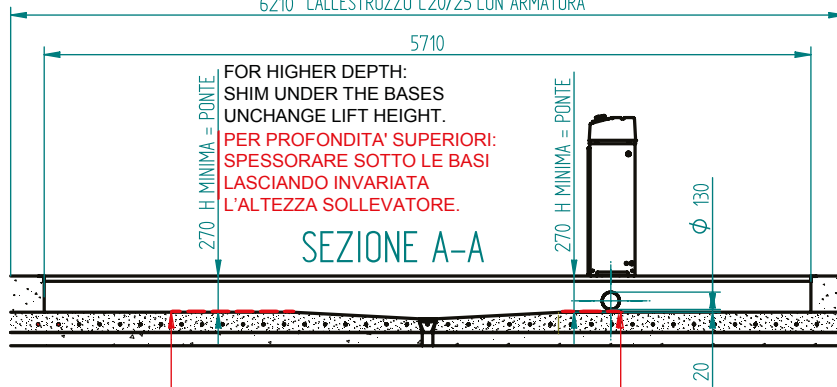 6210 CALCESTRUZZO C20/25 CON ARMATURA
5710
270 H MINIMA = PONTE
FOR HIGHER DEPTH:
SHIM UNDER THE BASES
UNCHANGE LIFT HEIGHT.
PER PROFONDITA' SUPERIORI:
SPESSORARE SOTTO LE BASI
LASCIANDO INVARIATA
L'ALTEZZA SOLLEVATORE.
270 H MINIMA = PONTE
ϕ 130
SEZIONE A-A
20